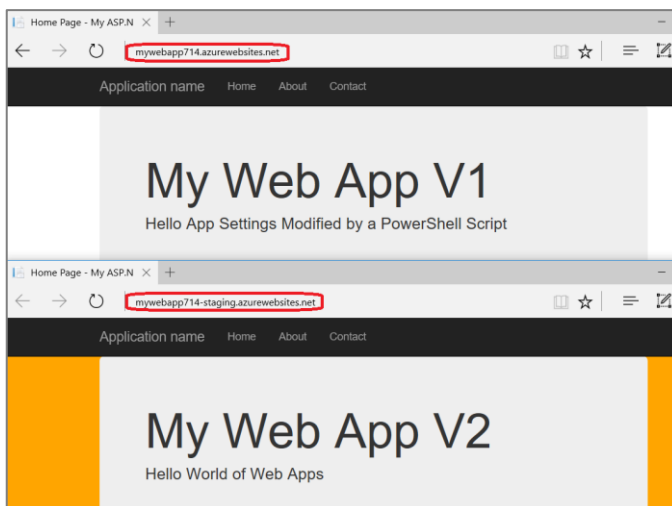 Home Page - My ASP.N
mywebapp714.azurewebsites.net
Application name Home About Contact
My Web App V1
Hello App Settings Modified by a PowerShell Script
Home Page - My ASP.N
mywebapp714-staging.azurewebsites.net
Application name Home About Contact
My Web App V2
Hello World of Web Apps